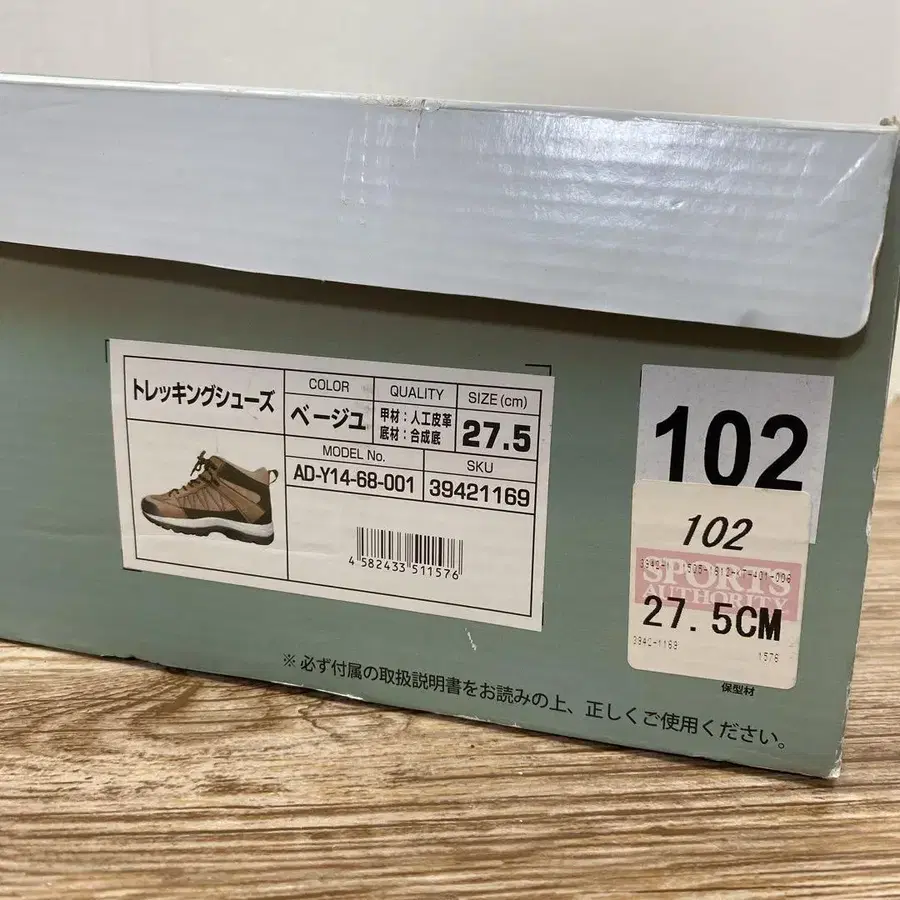 トレッキングシューズ
COLOR
ベージュ
QUALITY
甲材：人工皮革
底材：合成底
SIZE(cm)
27.5
MODEL No.
AD-Y14-68-001
SKU
39421169
4 582433 511576
102
102
SPORTS
AUTHORITY
27.5CM
1576
保型材
※必ず付属の取扱説明書をお読みの上、正しくご使用ください。